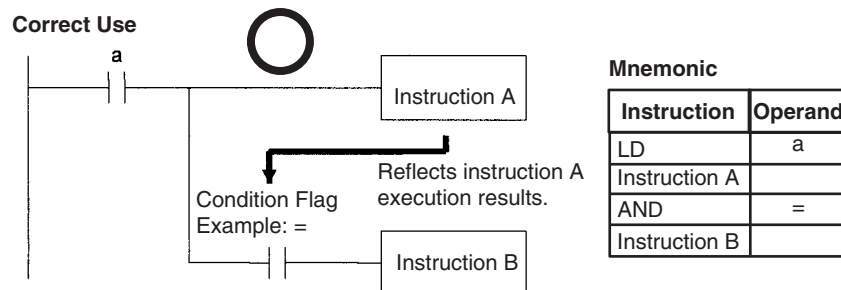 Correct Use
a
Instruction A
Reflects instruction A
execution results.
Condition Flag
Example: =
Instruction B
Mnemonic
Instruction Operand
LD a
Instruction A
AND =
Instruction B